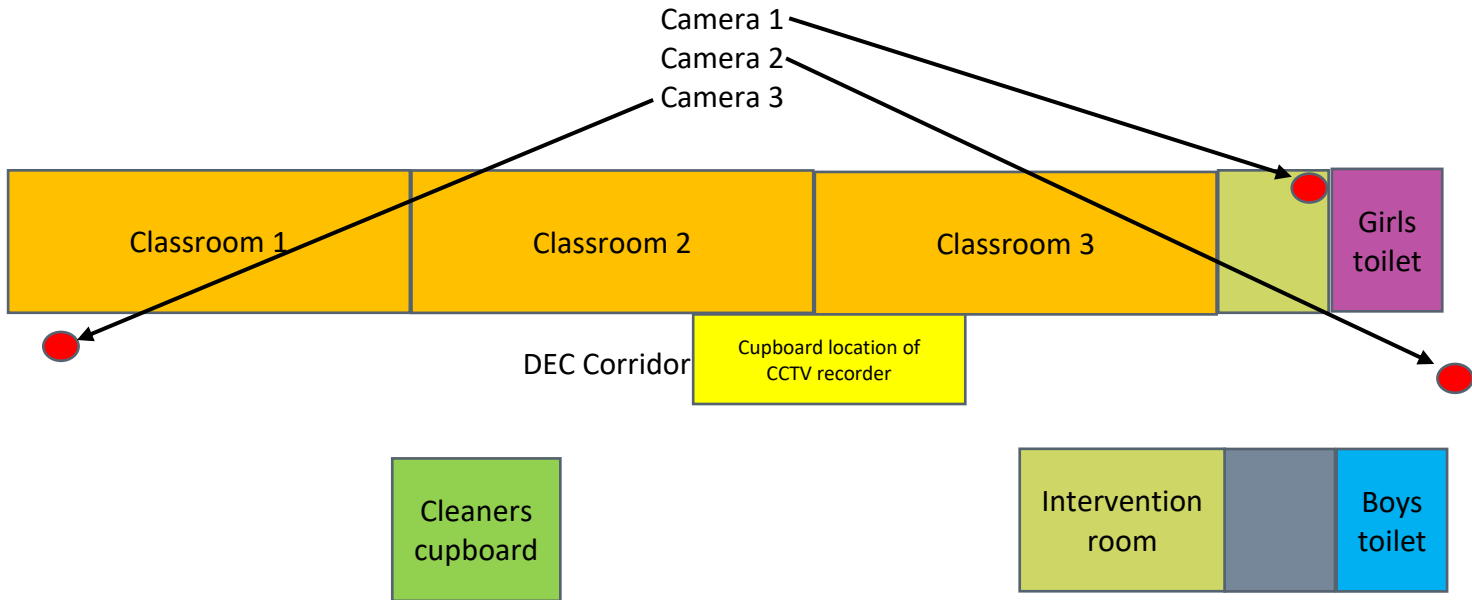 Camera 1
Camera 2
Camera 3
Classroom 1
Classroom 2
Classroom 3
Girls
toilet
DEC Corridor
Cupboard location of
CCTV recorder
Cleaners
cupboard
Intervention
room
Boys
toilet